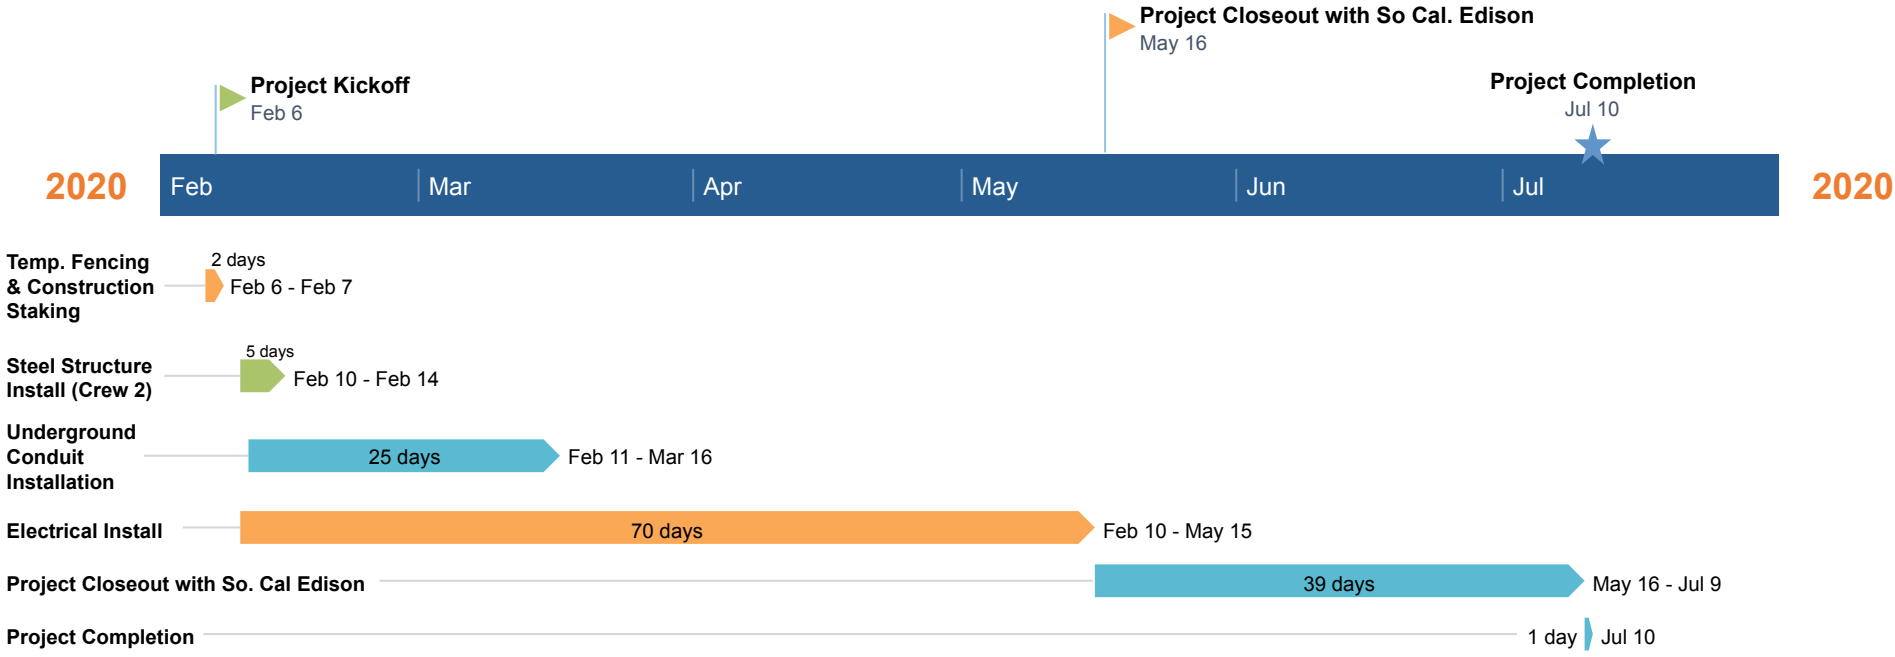 Project Closeout with So Cal. Edison
May 16
Project Kickoff
Feb 6
Project Completion
Jul 10
2020
Feb
Mar
Apr
May
Jun
Jul
2020
Temp. Fencing
& Construction
Staking
2 days
Feb 6 - Feb 7
Steel Structure
Install (Crew 2)
5 days
Feb 10 - Feb 14
Underground
Conduit
Installation
25 days
Feb 11 - Mar 16
Electrical Install
70 days
Feb 10 - May 15
Project Closeout with So. Cal Edison
39 days
May 16 - Jul 9
Project Completion
1 day
Jul 10